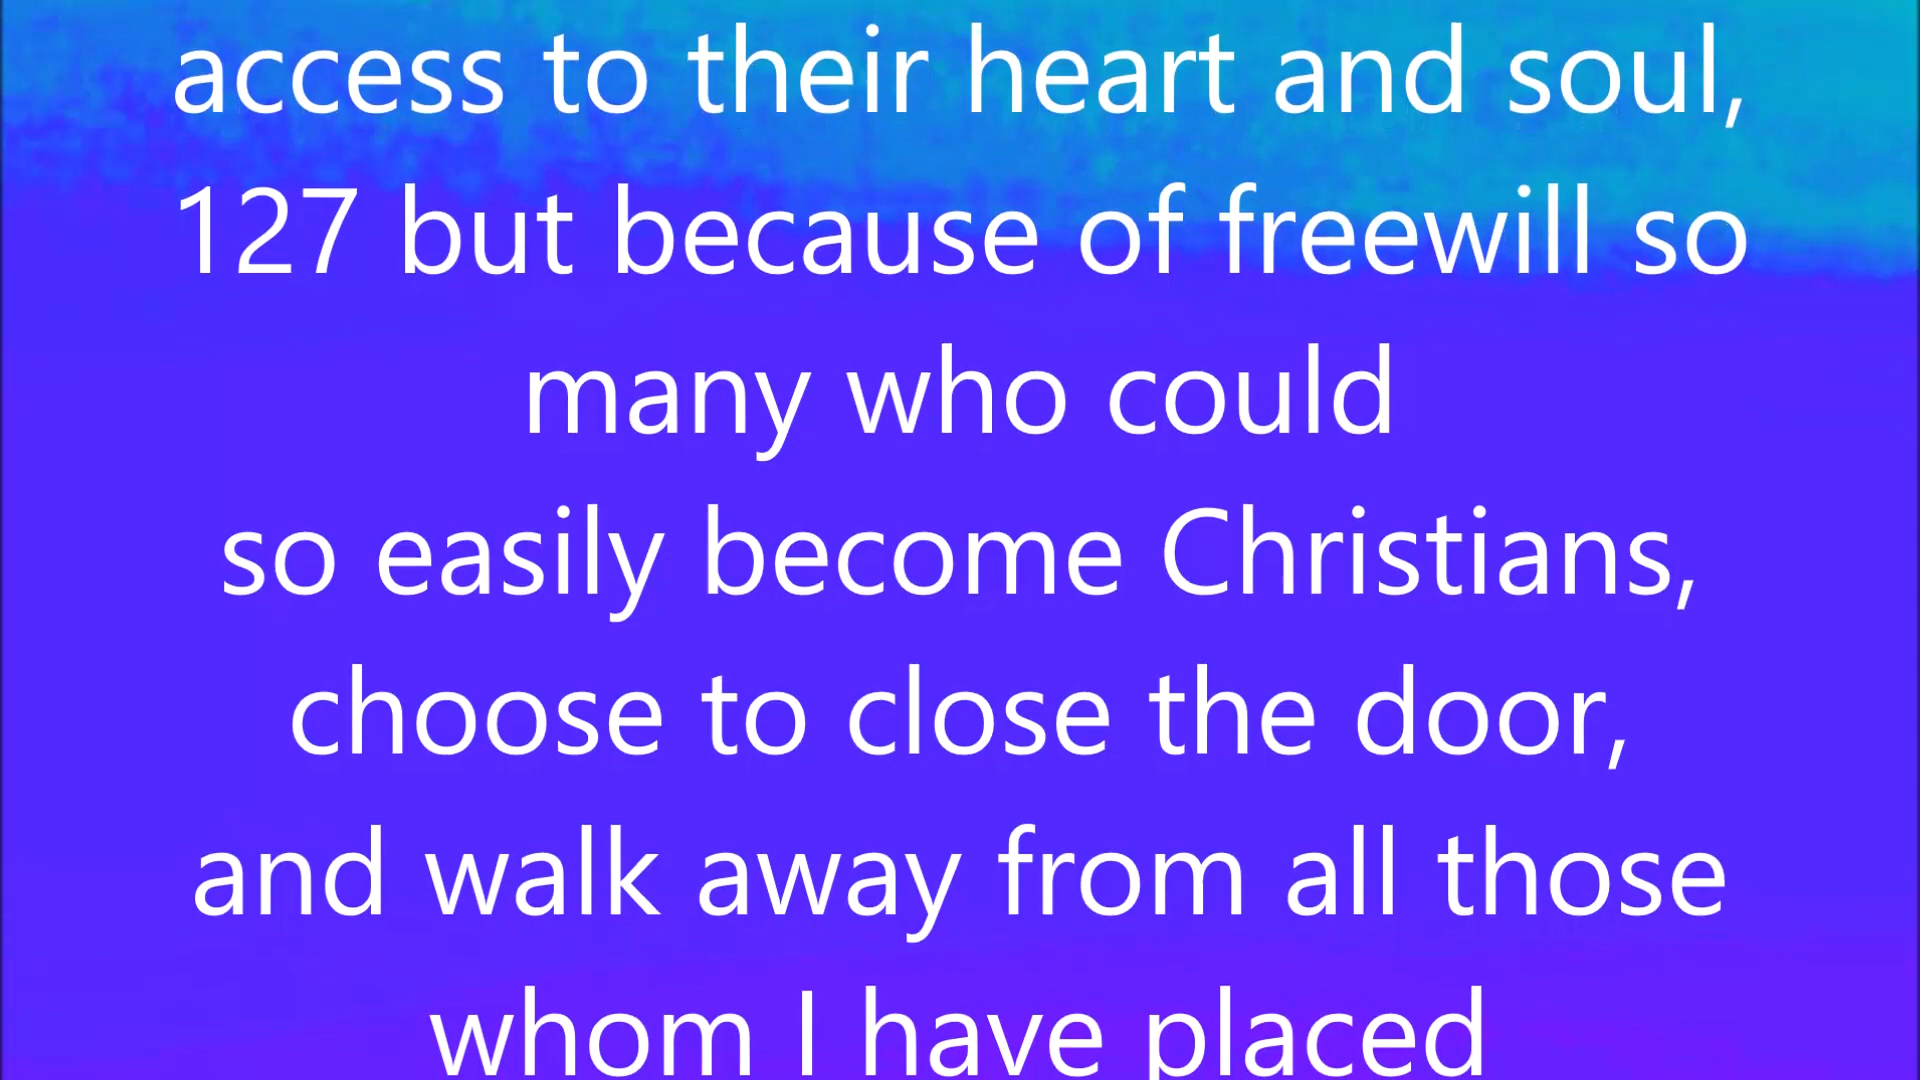 access to their heart and soul,
127 but because of freewill so
many who could
so easily become Christians,
choose to close the door,
and walk away from all those
whom I have placed